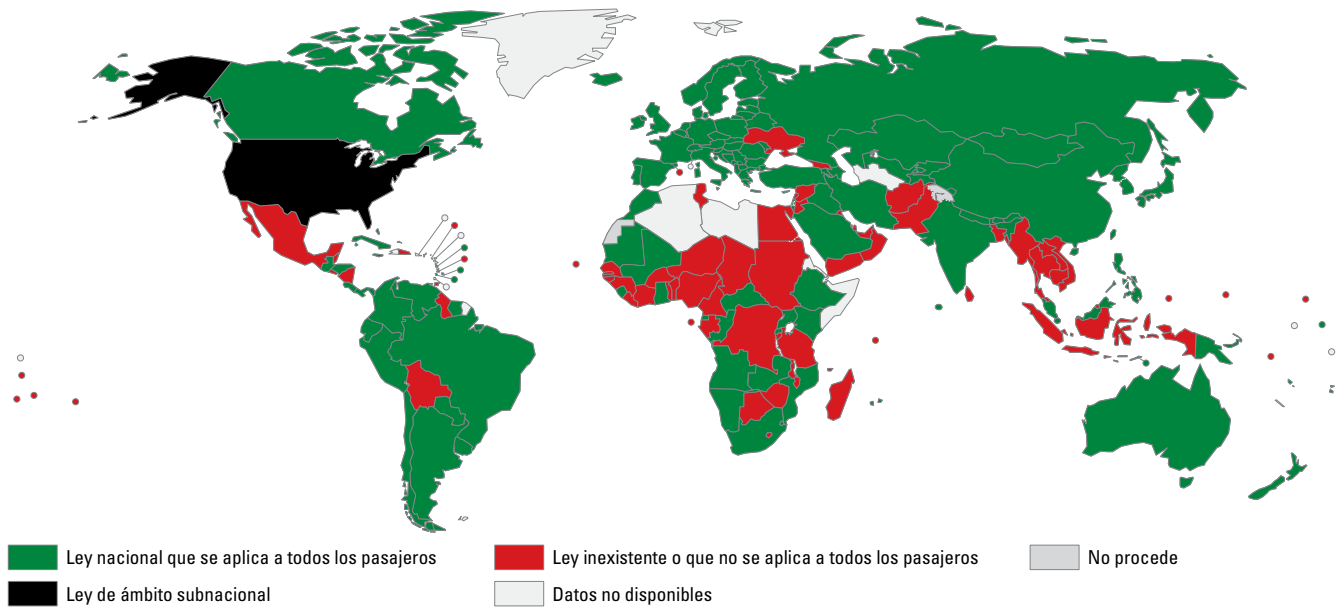 Ley nacional que se aplica a todos los pasajeros
Ley inexistente o que no se aplica a todos los pasajeros
No procede
Ley de ámbito subnacional
Datos no disponibles